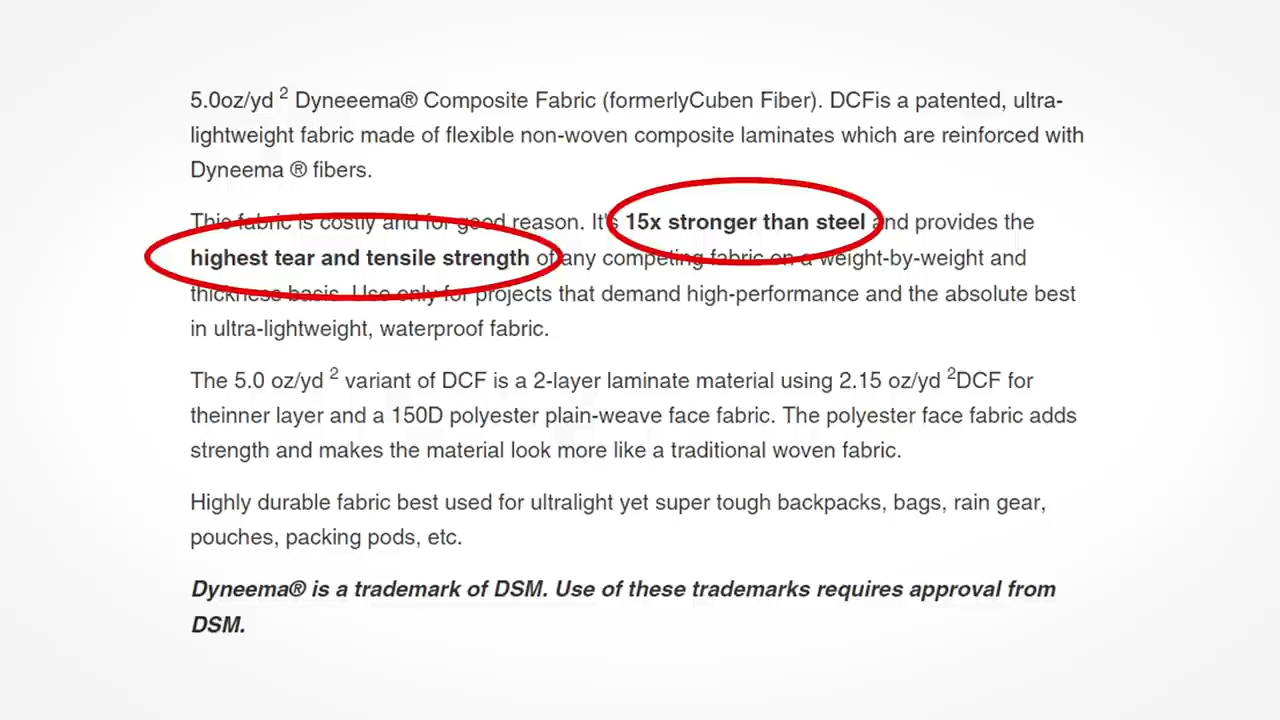 5.0oz/yd 2 Dyneeema® Composite Fabric (formerlyCuben Fiber). DCFis a patented, ultra-
lightweight fabric made of flexible non-woven composite laminates which are reinforced with
Dyneema ® fibers.
This fabric is costly and for good reason. It's 15x stronger than steel and provides the
highest tear and tensile strength of any competing fabric on a weight-by-weight and
thickness basis. Use only for projects that demand high-performance and the absolute best
in ultra-lightweight, waterproof fabric.
The 5.0 oz/yd 2 variant of DCF is a 2-layer laminate material using 2.15 oz/yd 2DCF for
theinner layer and a 150D polyester plain-weave face fabric. The polyester face fabric adds
strength and makes the material look more like a traditional woven fabric.
Highly durable fabric best used for ultralight yet super tough backpacks, bags, rain gear,
pouches, packing pods, etc.
Dyneema® is a trademark of DSM. Use of these trademarks requires approval from
DSM.